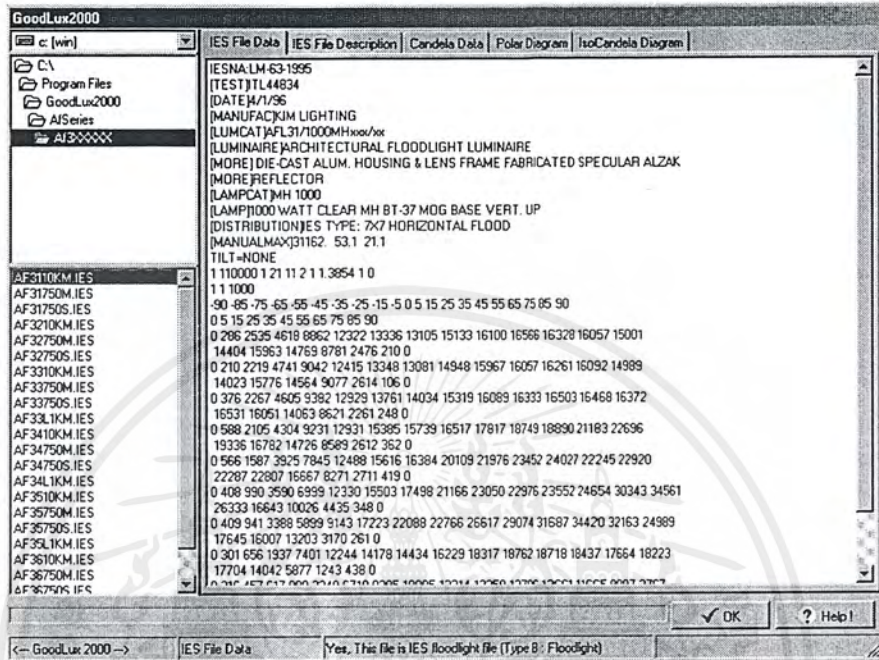 GoodLux2000
c: [win]
C:\
Program Files
GoodLux2000
AfSeries
Af3XXXXX
AF3110KM.IES
AF31750M.IES
AF31750S.IES
AF3210KM.IES
AF32750M.IES
AF32750S.IES
AF3310KM.IES
AF33750M.IES
AF33750S.IES
AF33L1KM.IES
AF3410KM.IES
AF34750M.IES
AF34750S.IES
AF34L1KM.IES
AF3510KM.IES
AF35750M.IES
AF35750S.IES
AF35L1KM.IES
AF3610KM.IES
AF36750M.IES
AF36750S.IES
IES File Data IES File Description Candela Data Polar Diagram IsoCandela Diagram
IESNA:LM-63-1995
[TEST]ITL44834
[DATE]4/1/96
[MANUFAC]KIM LIGHTING
[LUMCAT]AFL31/1000MHxxx/xx
[LUMINAIRE]ARCHITECTURAL FLOODLIGHT LUMINAIRE
[MORE] DIE-CAST ALUM. HOUSING & LENS FRAME FABRICATED SPECULAR ALZAK
[MORE]REFLECTOR
[LAMPCAT]MH 1000
[LAMP]1000 WATT CLEAR MH BT-37 MOG BASE VERT. UP
[DISTRIBUTION]IES TYPE: 7X7 HORIZONTAL FLOOD
[MANUALMAX]31162. 53.1 21.1
TILT=NONE
1 110000 1 21 11 2 1 1.3854 1 0
1 1 1000
-90 -85 -75 -65 -55 -45 -35 -25 -15 -5 0 5 15 25 35 45 55 65 75 85 90
0 5 15 25 35 45 55 65 75 85 90
0 286 2535 4618 8862 12322 13336 13105 15133 16100 16566 16328 16057 15001
14404 15963 14769 8781 2476 210 0
0 210 2219 4741 9042 12415 13348 13081 14948 15967 16057 16261 16092 14989
14023 15776 14564 9077 2614 106 0
0 376 2267 4605 9382 12929 13761 14034 15319 16089 16333 16503 16468 16372
16531 16051 14063 8621 2261 248 0
0 588 2105 4304 9231 12931 15385 15739 16517 17817 18749 18890 21183 22696
19336 16782 14726 8589 2612 362 0
0 566 1587 3925 7845 12488 15616 16384 20109 21976 23452 24027 22245 22920
22287 22807 16667 8271 2711 419 0
0 408 990 3590 6999 12330 15503 17498 21166 23050 22976 23552 24654 30343 34561
26333 16643 10026 4435 348 0
0 409 941 3388 5899 9143 17223 22088 22766 26617 29074 31687 34420 32163 24989
17645 16007 13203 3170 261 0
0 301 656 1937 7401 12244 14178 14434 16229 18317 18762 18718 18437 17664 18223
17704 14042 5877 1243 438 0
OK
? Help !
<-- GoodLux 2000 --> IES File Data Yes, This file is IES floodlight file (Type B : Floodlight)